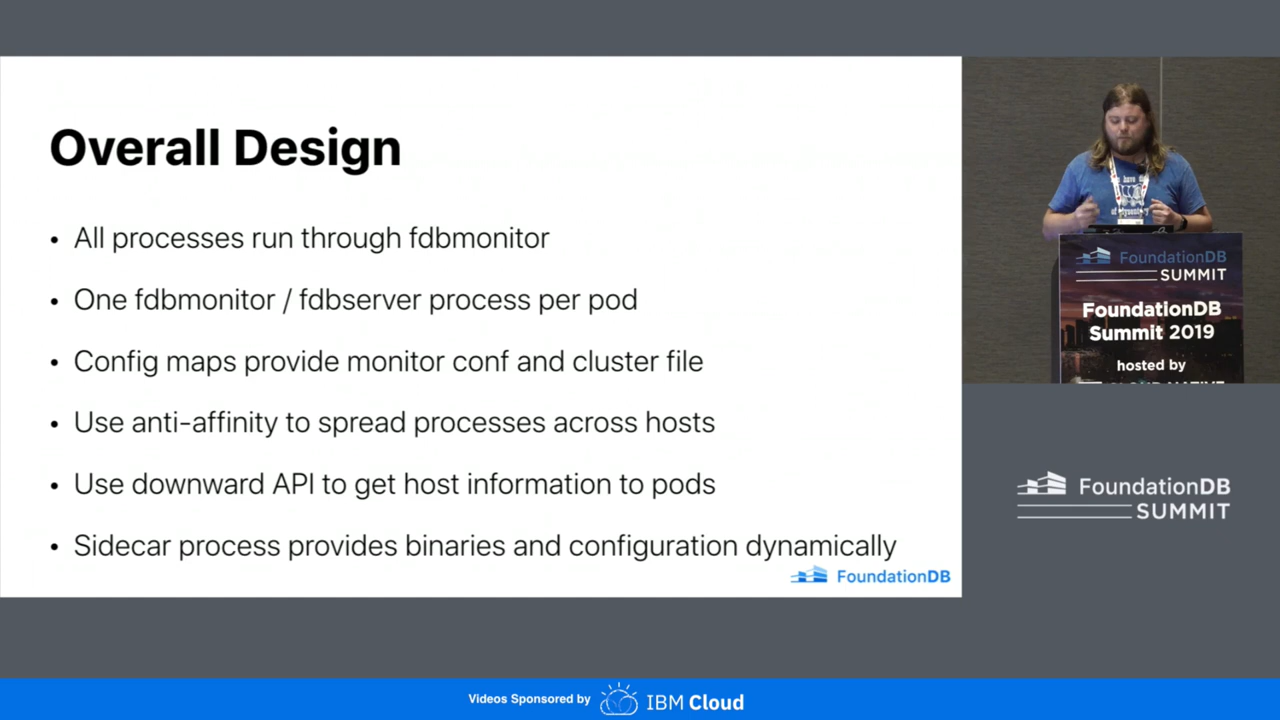 Overall Design
• All processes run through fdbmonitor
• One fdbmonitor / fdbserver process per pod
• Config maps provide monitor conf and cluster file
• Use anti-affinity to spread processes across hosts
• Use downward API to get host information to pods
• Sidecar process provides binaries and configuration dynamically
FoundationDB
have
of
FoundationDB
SUMMIT
FoundationDB
Summit 2019
hosted by
FoundationDB
SUMMIT
Videos Sponsored by IBM Cloud